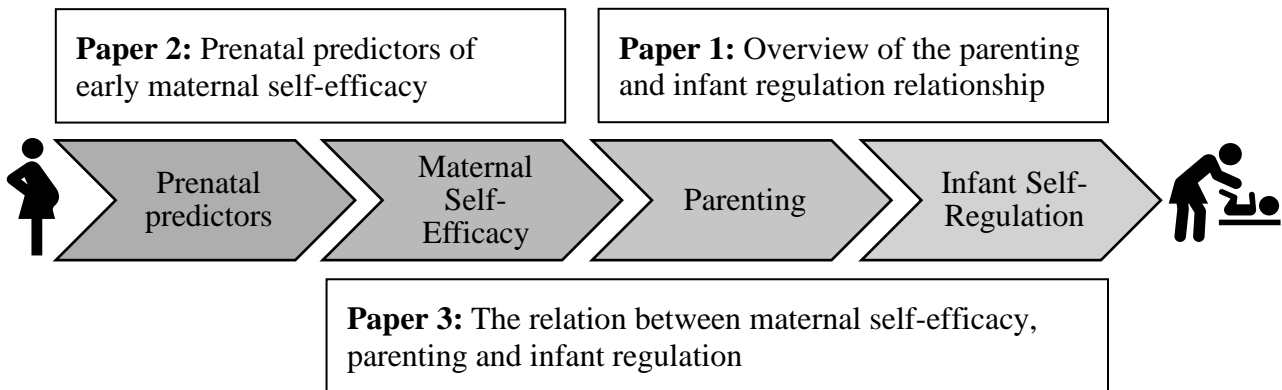 Paper 2: Prenatal predictors of
early maternal self-efficacy
Paper 1: Overview of the parenting
and infant regulation relationship
Prenatal
predictors
Maternal
Self-
Efficacy
Parenting
Infant Self-
Regulation
Paper 3: The relation between maternal self-efficacy,
parenting and infant regulation